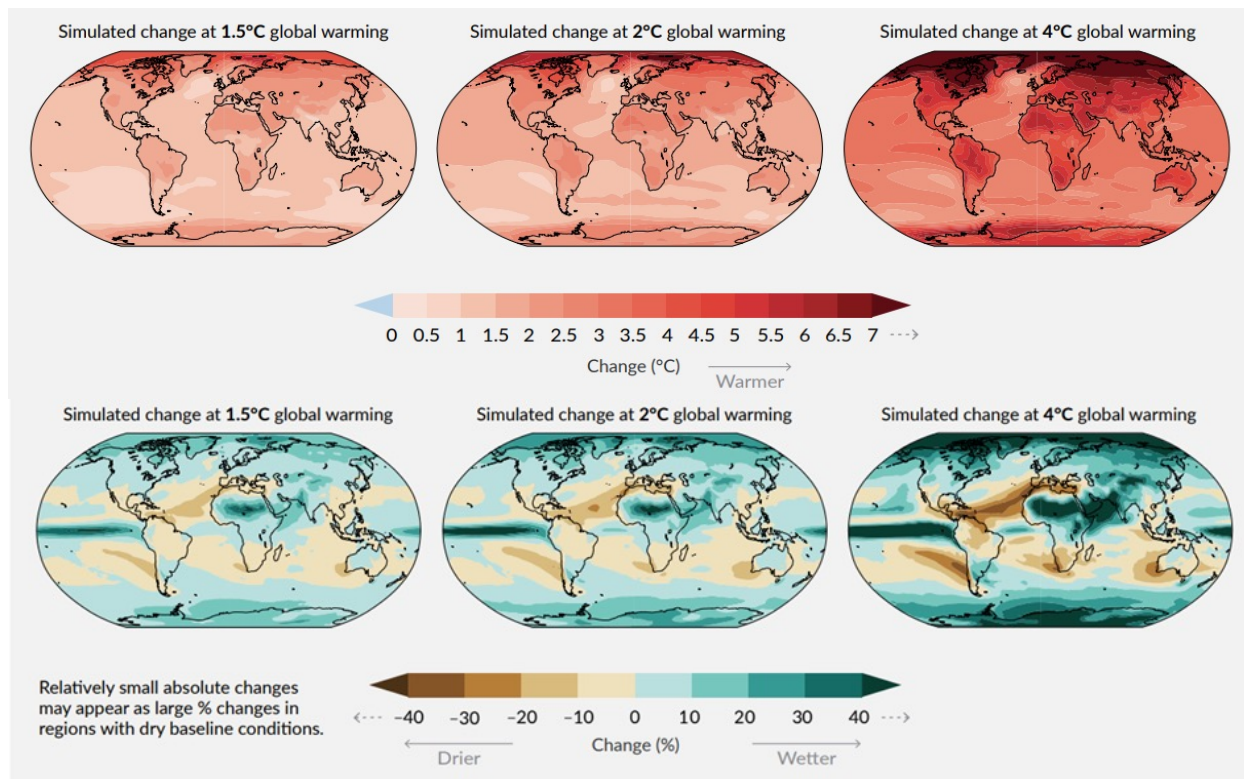 Simulated change at 1.5°C global warming
Simulated change at 2°C global warming
Simulated change at 4°C global warming
0 0.5 1 1.5 2 2.5 3 3.5 4 4.5 5 5.5 6 6.5 7
Change (°C)
Warmer
Simulated change at 1.5°C global warming
Simulated change at 2°C global warming
Simulated change at 4°C global warming
Relatively small absolute changes
may appear as large % changes in
regions with dry baseline conditions.
–40 –30 –20 –10 0 10 20 30 40
Change (%)
Drier
Wetter